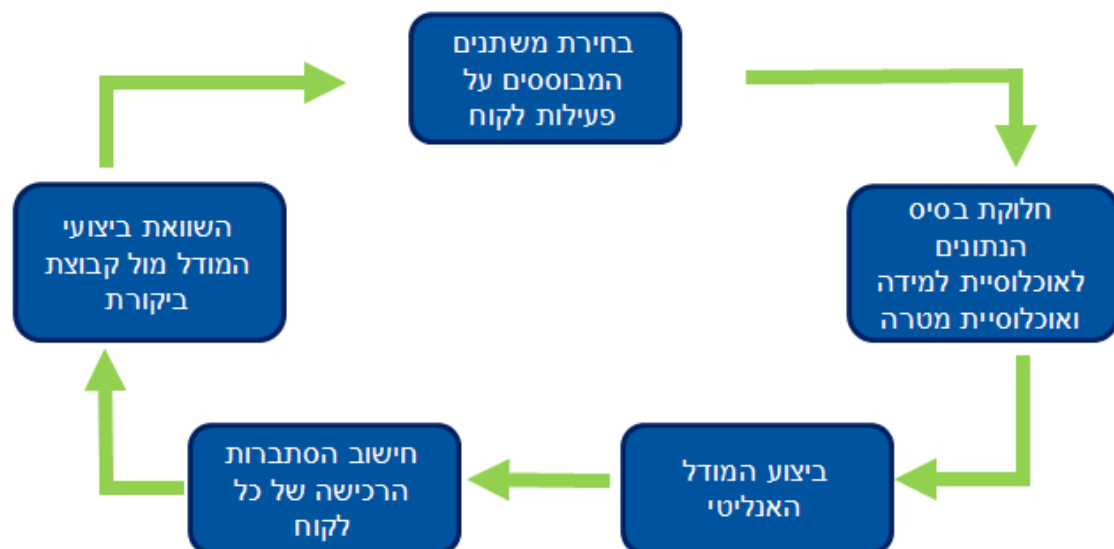 בחירת משתנים
המבוססים על
פעילות לקוח
חלוקת בסיס
הנתונים
לאוכלוסיית למידה
ואוכלוסיית מטרה
ביצוע המודל
האנליטי
חישוב הסתברות
הרכישה של כל
לקוח
השוואת ביצועי
המודל מול קבוצת
ביקורת